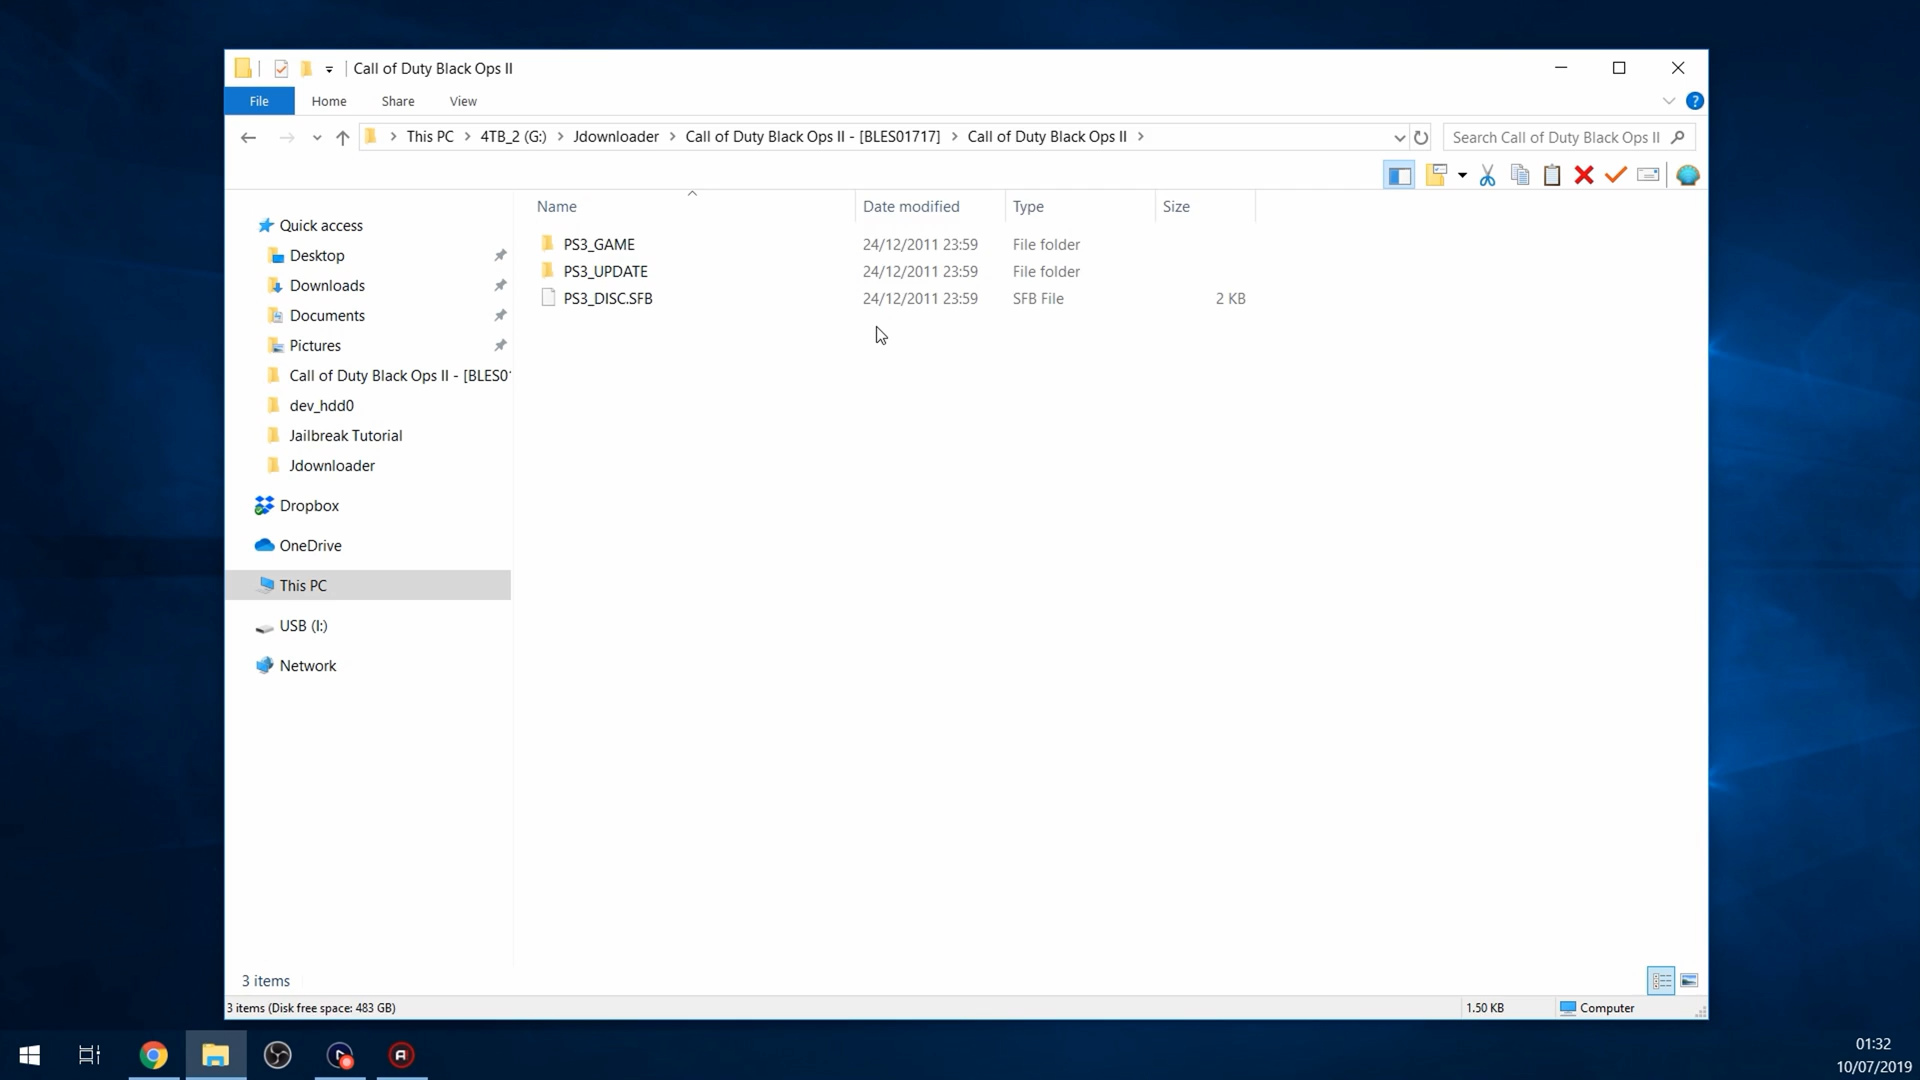 Call of Duty Black Ops II
File Home Share View
This PC 4TB_2 (G:) Jdownloader Call of Duty Black Ops II - [BLES01717] Call of Duty Black Ops II Search Call of Duty Black Ops II
Name Date modified Type Size
PS3_GAME 24/12/2011 23:59 File folder
PS3_UPDATE 24/12/2011 23:59 File folder
PS3_DISC.SFB 24/12/2011 23:59 SFB File 2 KB
Quick access
Desktop
Downloads
Documents
Pictures
Call of Duty Black Ops II - [BLES0
dev_hdd0
Jailbreak Tutorial
Jdownloader
Dropbox
OneDrive
This PC
USB (I:)
Network
3 items
3 items (Disk free space: 483 GB) 1.50 KB Computer
01:32
10/07/2019